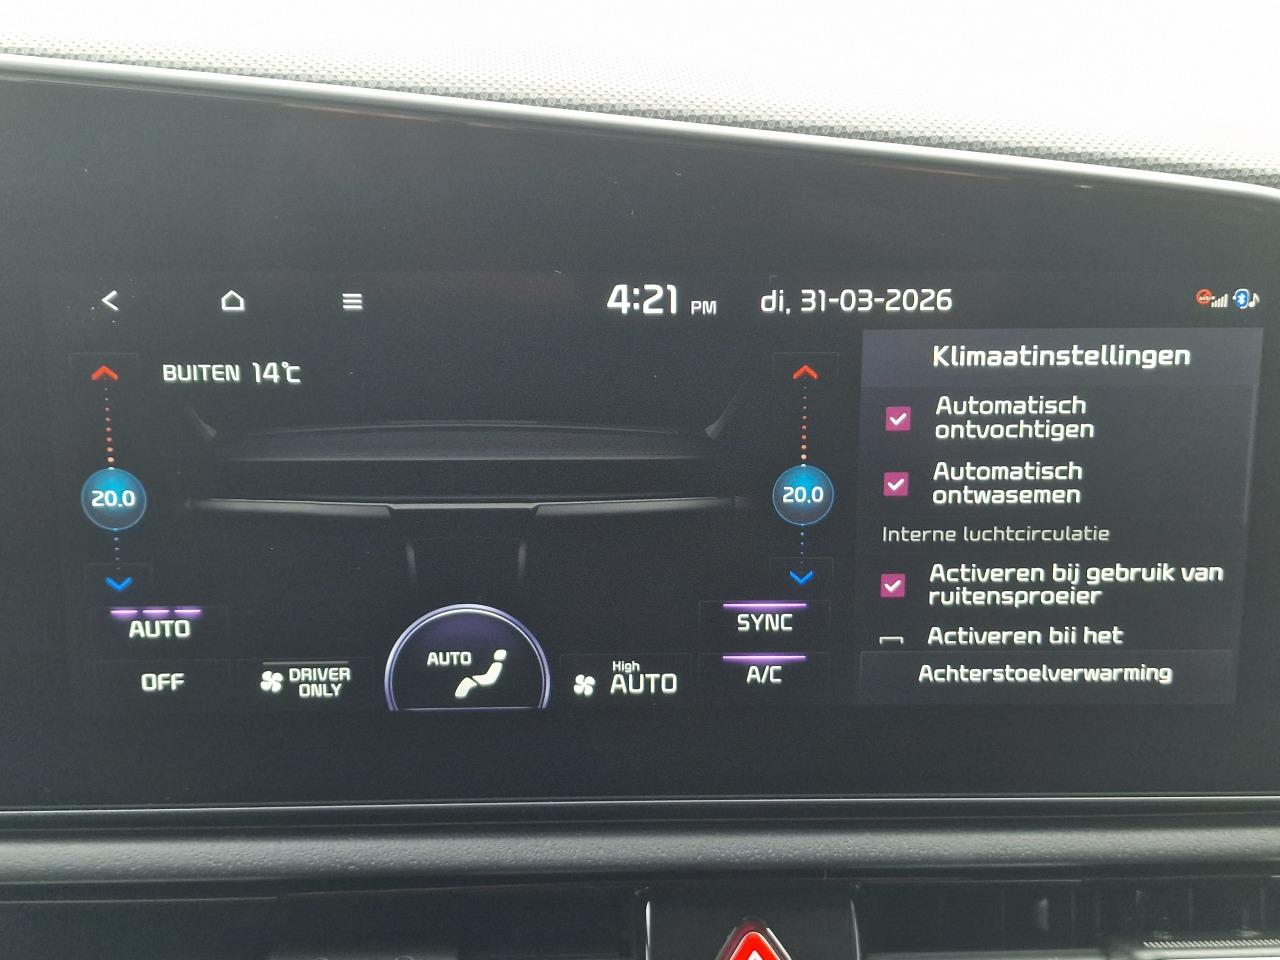 4:21 PM di, 31-03-2026
BUITEN 14℃
20.0
20.0
AUTO
OFF
DRIVER
ONLY
AUTO
High
AUTO
SYNC
A/C
Klimaatinstellingen
Automatisch
ontvochtigen
Automatisch
ontwasemen
Interne luchtcirculatie
Activeren bij gebruik van
ruitensproeier
Activeren bij het
Achterstoelverwarming